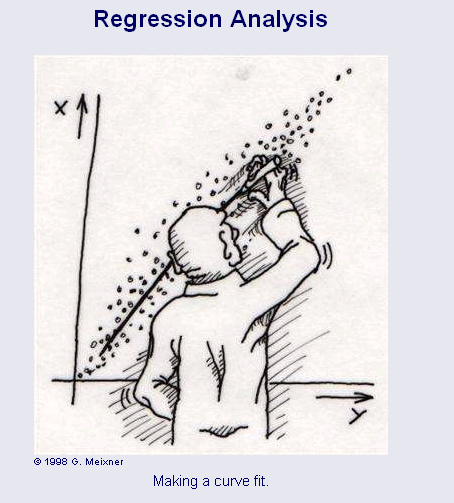 Regression Analysis
X
y
© 1998 G. Meixner
Making a curve fit.